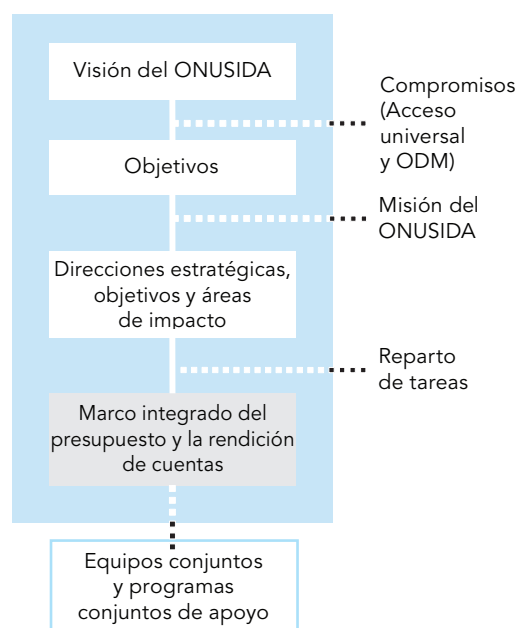 Visión del ONUSIDA
Compromisos
(Acceso
universal
y ODM)
Objetivos
Misión del
ONUSIDA
Direcciones estratégicas,
objetivos y áreas
de impacto
Reparto
de tareas
Marco integrado del
presupuesto y la rendición
de cuentas
Equipos conjuntos
y programas
conjuntos de apoyo